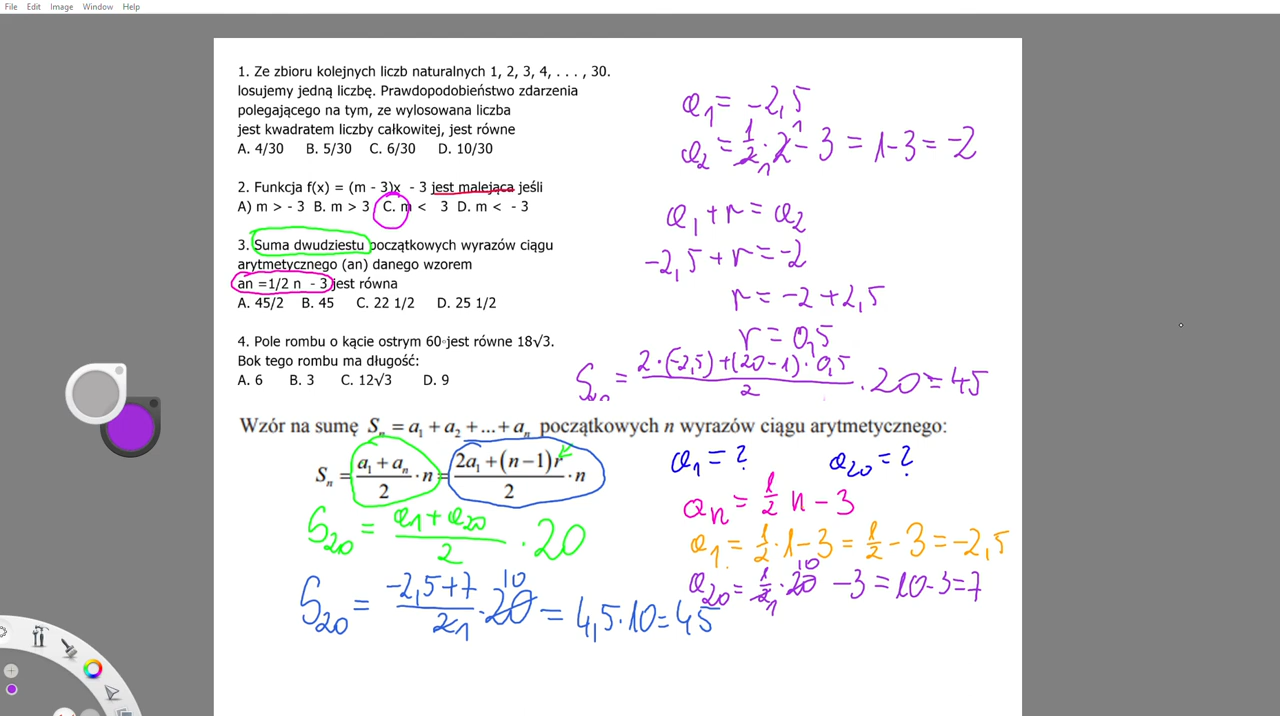 File Edit Image Window Help
1. Ze zbioru kolejnych liczb naturalnych 1, 2, 3, 4, . . . , 30.
losujemy jedną liczbę. Prawdopodobieństwo zdarzenia
polegającego na tym, ze wylosowana liczba
jest kwadratem liczby całkowitej, jest równe
A. 4/30 B. 5/30 C. 6/30 D. 10/30
2. Funkcja f(x) = (m - 3)x - 3 jest malejąca jeśli
A) m > - 3 B. m > 3 C. m < 3 D. m < - 3
3. Suma dwudziestu początkowych wyrazów ciągu
arytmetycznego (an) danego wzorem
an =1/2 n - 3 jest równa
A. 45/2 B. 45 C. 22 1/2 D. 25 1/2
4. Pole rombu o kącie ostrym 60◦jest równe 18√3.
Bok tego rombu ma długość:
A. 6 B. 3 C. 12√3 D. 9
a₁ = -2,5
a₂ = 1/2 · 2 - 3 = 1-3 = -2
a₁ + r = a₂
-2,5 + r = -2
r = -2 + 2,5
r = 0,5
Sₙ = (2·(-2,5)+(20-1)·0,5)/2 · 20 = 45
Wzór na sumę Sₙ = a₁ + a₂ + ... + aₙ początkowych n wyrazów ciągu arytmetycznego:
Sₙ = (a₁ + aₙ)/2 · n = (2a₁ + (n−1)r)/2 · n
S₂₀ = (a₁ + a₂₀)/2 · 20
S₂₀ = (-2,5+7)/2 1 · 20 10 = 4,5·10 = 45
a₁ = ? a₂₀ = ?
aₙ = 1/2 n - 3
a₁ = 1/2 · 1 - 3 = 1/2 - 3 = -2,5
a₂₀ = 1/2 1 · 20 10 - 3 = 10-3 = 7